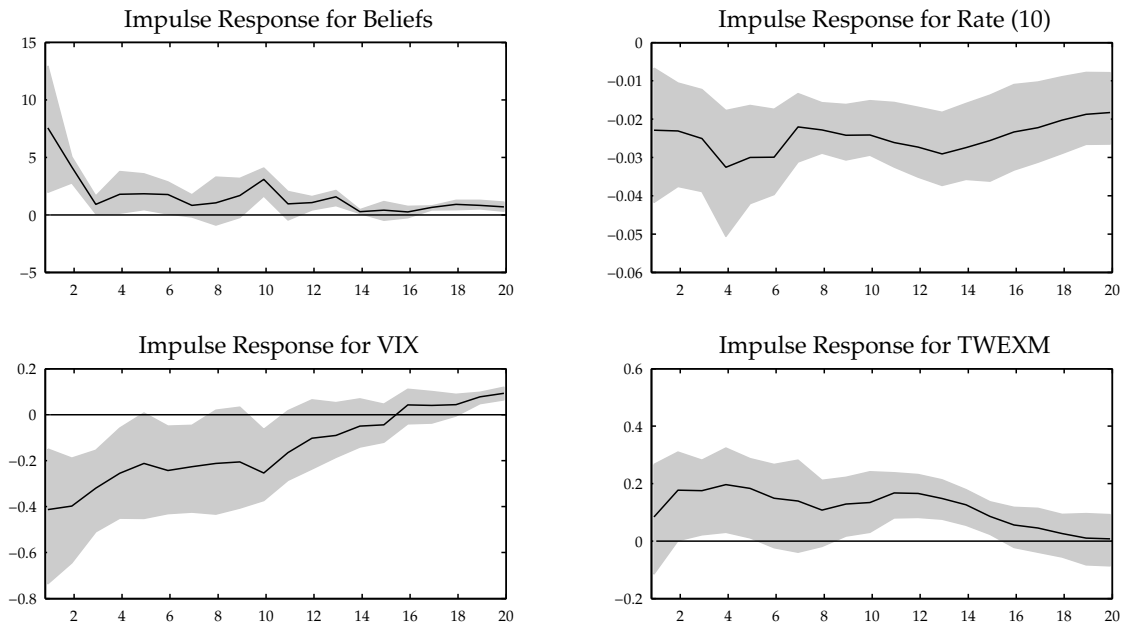 Impulse Response for Beliefs
15
10
5
0
−5
2 4 6 8 10 12 14 16 18 20
Impulse Response for Rate (10)
0
−0.01
−0.02
−0.03
−0.04
−0.05
−0.06
2 4 6 8 10 12 14 16 18 20
Impulse Response for VIX
0.2
0
−0.2
−0.4
−0.6
−0.8
2 4 6 8 10 12 14 16 18 20
Impulse Response for TWEXM
0.6
0.4
0.2
0
−0.2
2 4 6 8 10 12 14 16 18 20